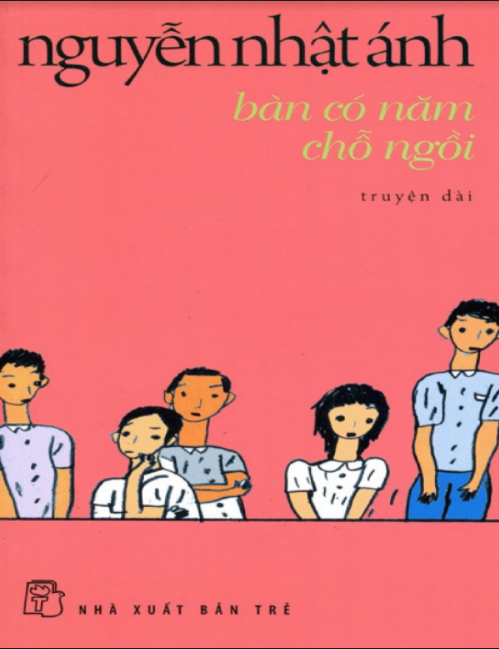 nguyễn nhật ánh
bàn có năm
chỗ ngồi
truyện dài
T
NHÀ XUẤT BẢN TRẺ